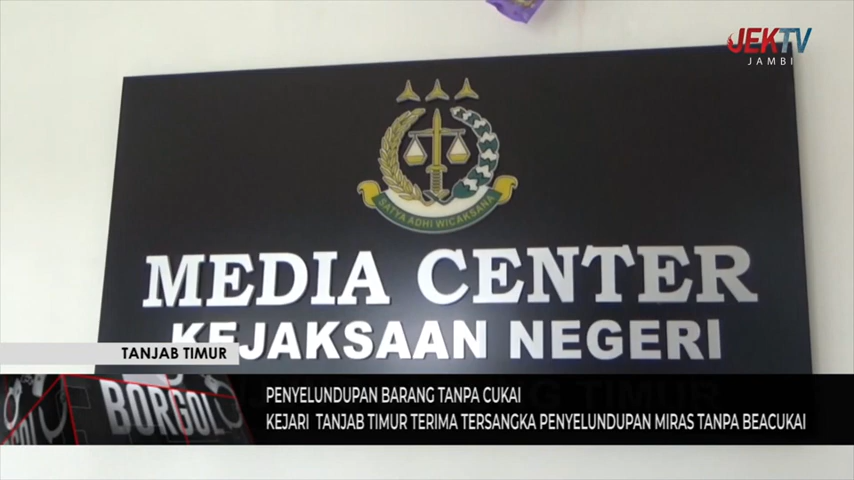 JEKTV
JAMBI
SATYA ADHI WICAKSANA
MEDIA CENTER
KEJAKSAAN NEGERI
TANJAB TIMUR
BORGOL
PENYELUNDUPAN BARANG TANPA CUKAI
KEJARI TANJAB TIMUR TERIMA TERSANGKA PENYELUNDUPAN MIRAS TANPA BEACUKAI